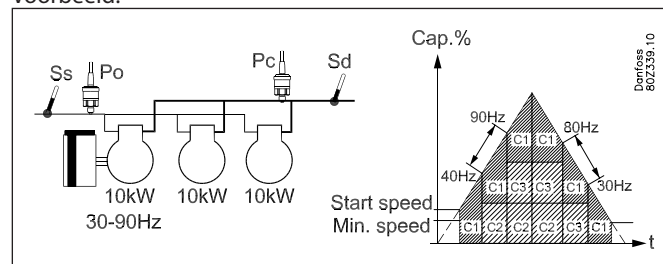 Voorbeeld:
Ss Po Pc Sd
10kW 10kW 10kW
30-90Hz
Cap.%
Danfoss
80Z339.10
90Hz C1 C1 80Hz
40Hz C1 C3 C3 C1 30Hz
Start speed
Min. speed C1 C2 C2 C2 C3 C1 t